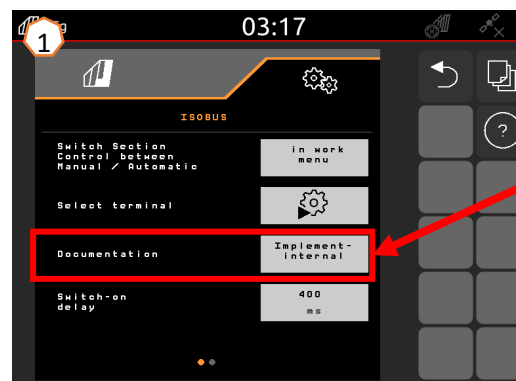 03:17
1
ISOBUS
Switch Section
Control between
Manual / Automatic
in work
menu
Select terminal
Documentation
Implement-
internal
Switch-on
delay
400
ms
?